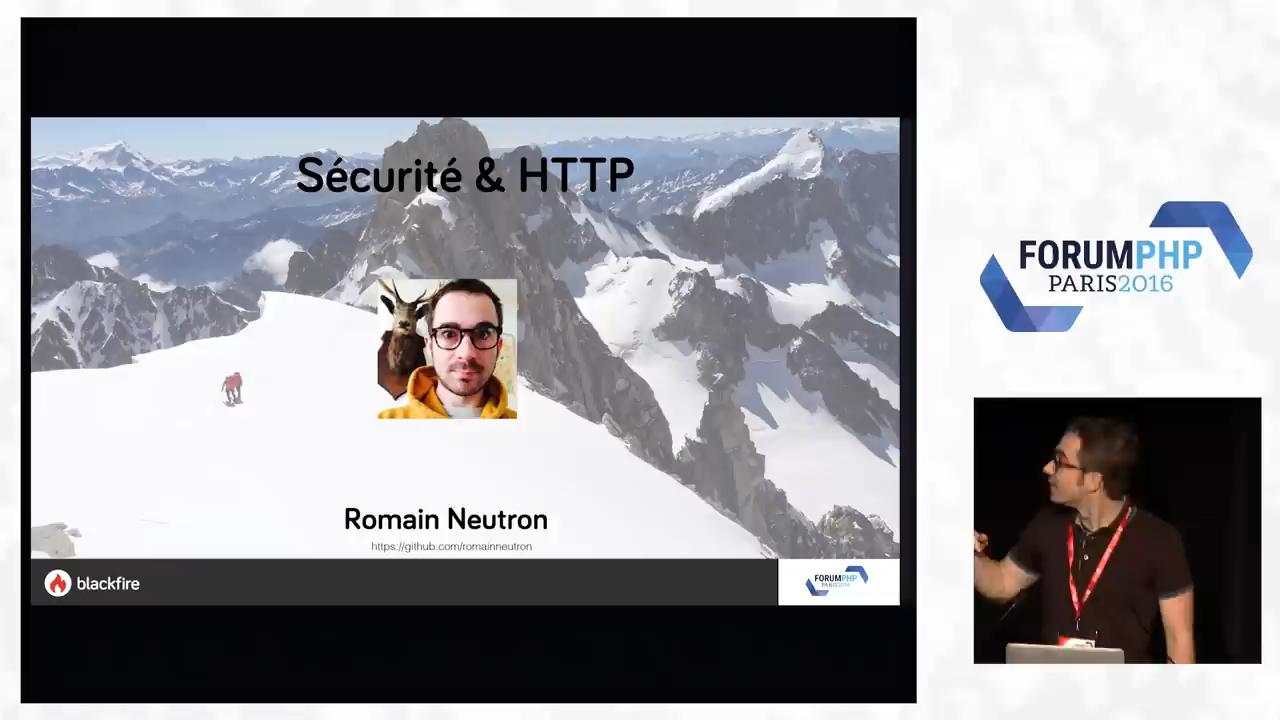 Sécurité & HTTP
Romain Neutron
https://github.com/romainneutron
blackfire
FORUMPHP
PARIS2016
FORUMPHP
PARIS2016